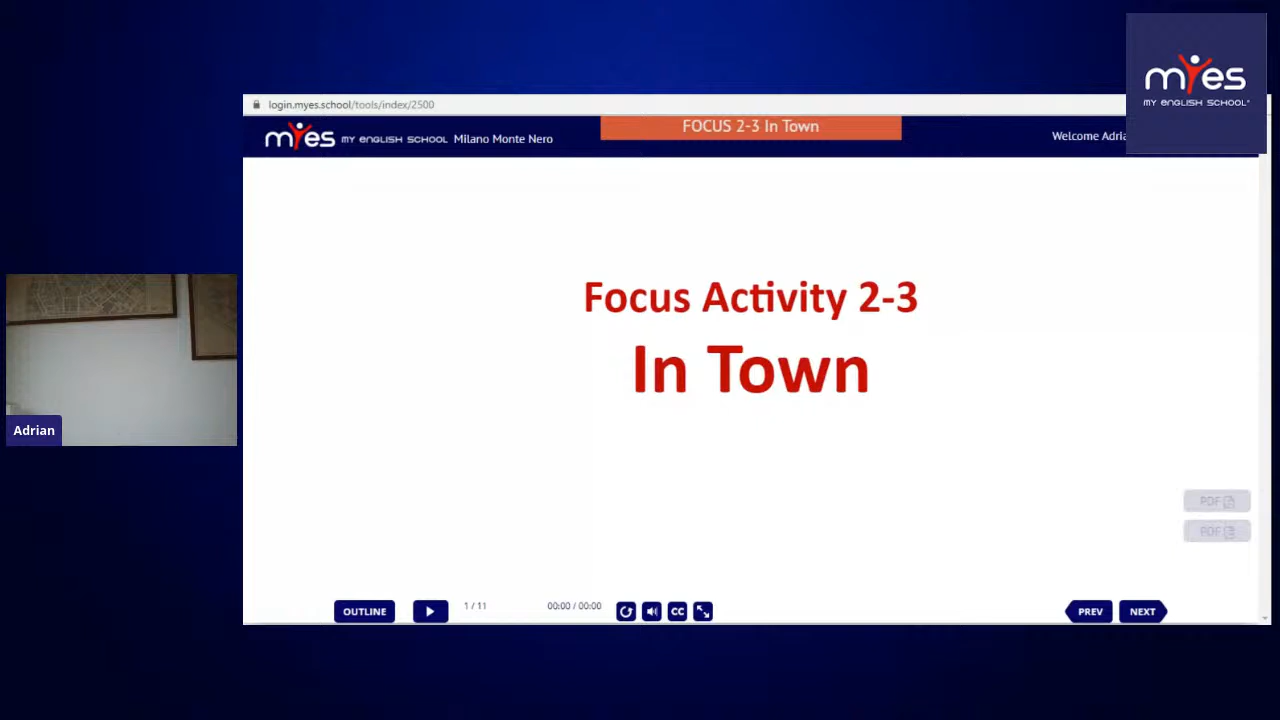 myes
MY ENGLISH SCHOOL®
login.myes.school/tools/index/2500
myes MY ENGLISH SCHOOL Milano Monte Nero
FOCUS 2-3 In Town
Welcome Adria
Focus Activity 2-3
In Town
Adrian
PDF
PDF
OUTLINE
1 / 11
00:00 / 00:00
CC
PREV
NEXT